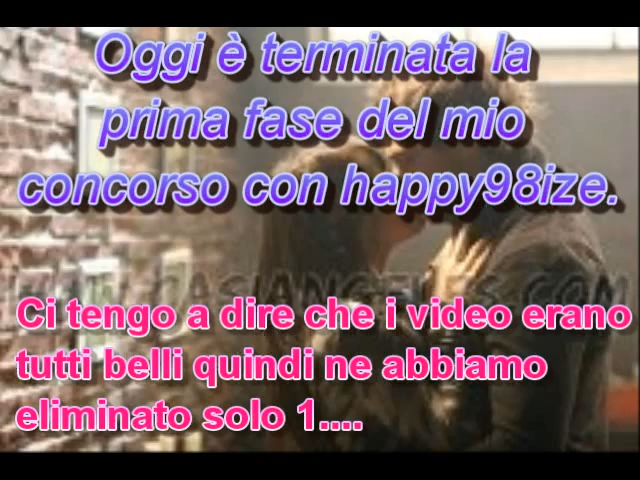 Oggi è terminata la
prima fase del mio
concorso con happy98ize.
Ci tengo a dire che i video erano
tutti belli quindi ne abbiamo
eliminato solo 1....